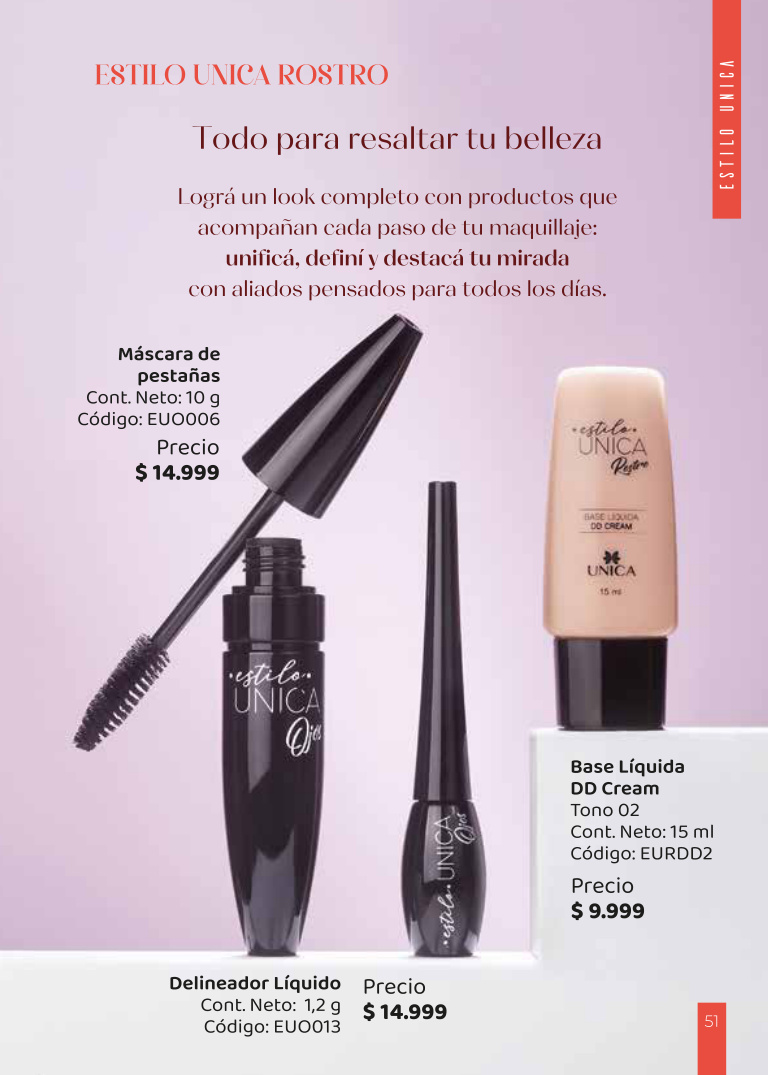 ESTILO UNICA ROSTRO
ESTILO UNICA
Todo para resaltar tu belleza
Lográ un look completo con productos que
acompañan cada paso de tu maquillaje:
unificá, definí y destacá tu mirada
con aliados pensados para todos los días.
Máscara de
pestañas
Cont. Neto: 10 g
Código: EUO006
Precio
$ 14.999
estilo
UNICA
Rostro
BASE LIQUIDA
DD CREAM
UNICA
15 ml
estilo
UNICA
Ojos
estilo UNICA
Ojos
Base Líquida
DD Cream
Tono 02
Cont. Neto: 15 ml
Código: EURDD2
Precio
$ 9.999
Delineador Líquido
Cont. Neto: 1,2 g
Código: EUO013
Precio
$ 14.999
51